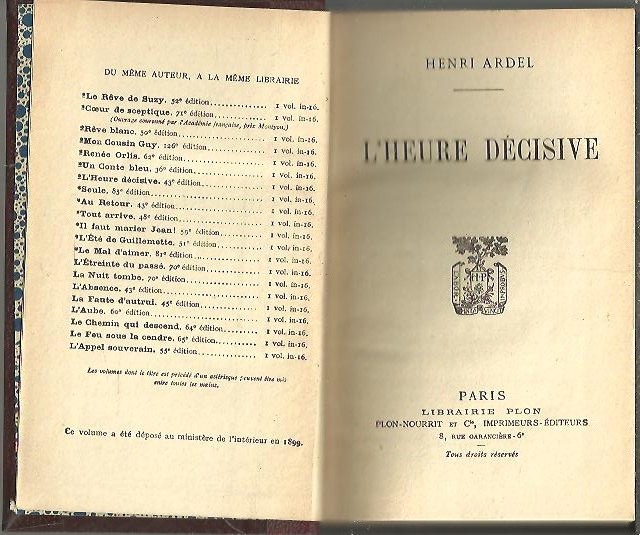 DU MÊME AUTEUR, A LA MÊME LIBRAIRIE
*Le Rêve de Suzy. 52e édition............... 1 vol. in-16.
*Cœur de sceptique. 71e édition............ 1 vol. in-16.
(Ouvrage couronné par l'Académie française, prix Montyon.)
*Rêve blanc. 50e édition.................... 1 vol. in-16.
*Mon Cousin Guy. 126e édition............. 1 vol. in-16.
*Renée Orlis. 62e édition.................... 1 vol. in-16.
*Un Conte bleu. 36e édition................. 1 vol. in-16.
*L'Heure décisive. 43e édition............. 1 vol. in-16.
*Seule. 83e édition.......................... 1 vol. in-16.
*Au Retour. 43e édition..................... 1 vol. in-16.
*Tout arrive. 48e édition................... 1 vol. in-16.
*Il faut marier Jean! 55e édition.......... 1 vol. in-16.
*L'Été de Guillemette. 51e édition......... 1 vol. in-16.
*Le Mal d'aimer. 81e édition............... 1 vol. in-16.
L'Étreinte du passé. 70e édition........... 1 vol. in-16.
La Nuit tombe. 70e édition................. 1 vol. in-16.
L'Absence. 43e édition...................... 1 vol. in-16.
La Faute d'autrui. 45e édition............. 1 vol. in-16.
L'Aube. 60e édition......................... 1 vol. in-16.
Le Chemin qui descend. 64e édition........ 1 vol. in-16.
Le Feu sous la cendre. 65e édition........ 1 vol. in-16.
L'Appel souverain. 55e édition............. 1 vol. in-16.
Les volumes dont le titre est précédé d'un astérisque peuvent être mis
entre toutes les mains.
Ce volume a été déposé au ministère de l'intérieur en 1899.
HENRI ARDEL
L'HEURE DÉCISIVE
H·P
LABOR OMNIA VINCIT IMPROBUS
PARIS
LIBRAIRIE PLON
PLON-NOURRIT ET Cie, IMPRIMEURS-ÉDITEURS
8, RUE GARANCIÈRE - 6e
Tous droits réservés